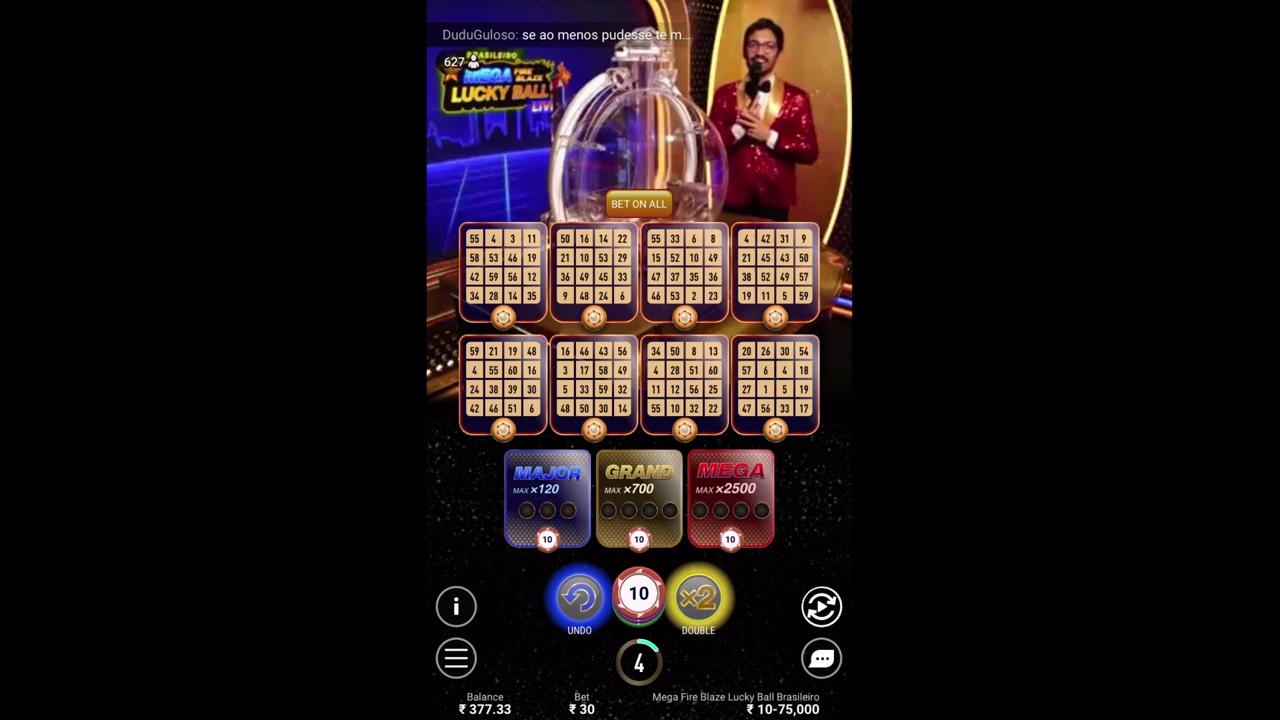 DuduGuloso: se ao menos pudesse te m...
627
BRASILEIRO
MEGA FIRE BLAZE
LUCKY BALL
LIVE
BET ON ALL
55 4 3 11
58 53 46 19
42 59 56 12
34 28 14 35
50 16 14 22
21 10 53 29
36 49 45 33
9 48 24 6
55 33 6 8
15 52 10 49
47 37 35 36
46 53 2 23
4 42 31 9
21 45 43 50
38 52 49 57
19 11 5 59
59 21 19 48
4 55 60 16
24 38 39 30
42 46 51 6
16 46 43 56
3 17 58 49
5 33 59 32
48 50 30 14
34 50 8 13
4 28 51 60
11 12 56 25
55 10 32 22
20 26 30 54
57 6 4 18
27 1 5 19
47 56 33 17
MAJOR
MAX ×120
10
GRAND
MAX ×700
10
MEGA
MAX ×2500
10
i
UNDO
10
×2
DOUBLE
4
Balance
₹ 377.33
Bet
₹ 30
Mega Fire Blaze Lucky Ball Brasileiro
₹ 10-75,000